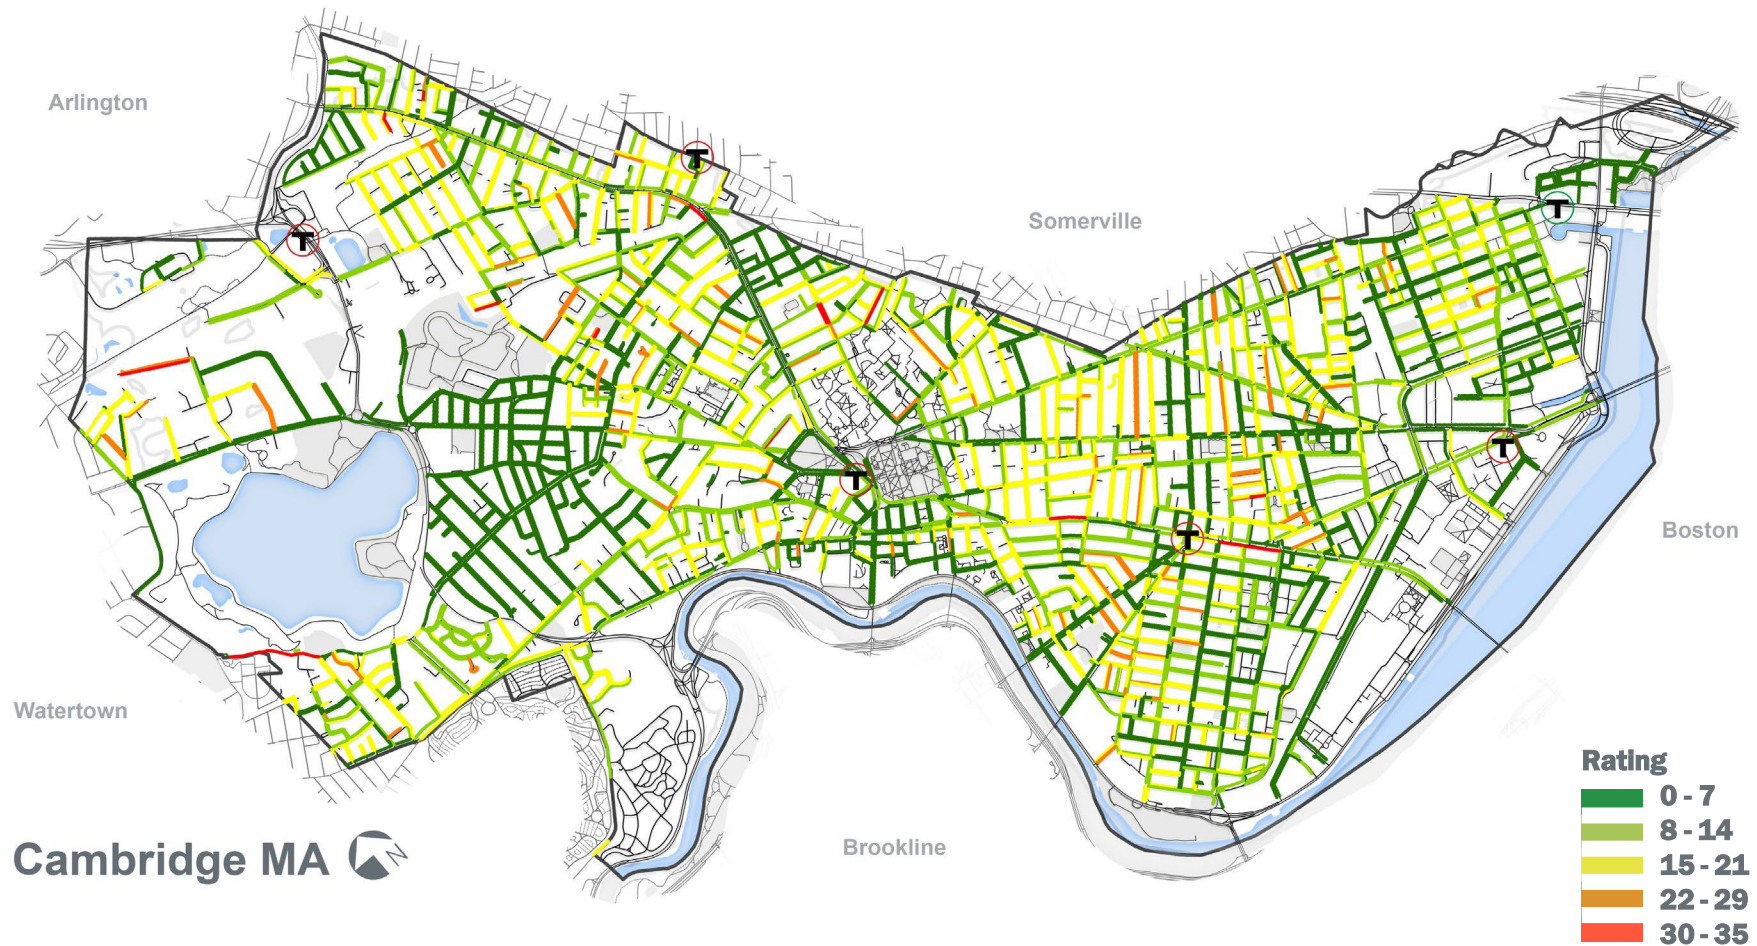 Arlington
Somerville
Boston
Watertown
Brookline
Cambridge MA N
T
T
T
T
T
T
Rating
0 - 7
8 - 14
15 - 21
22 - 29
30 - 35